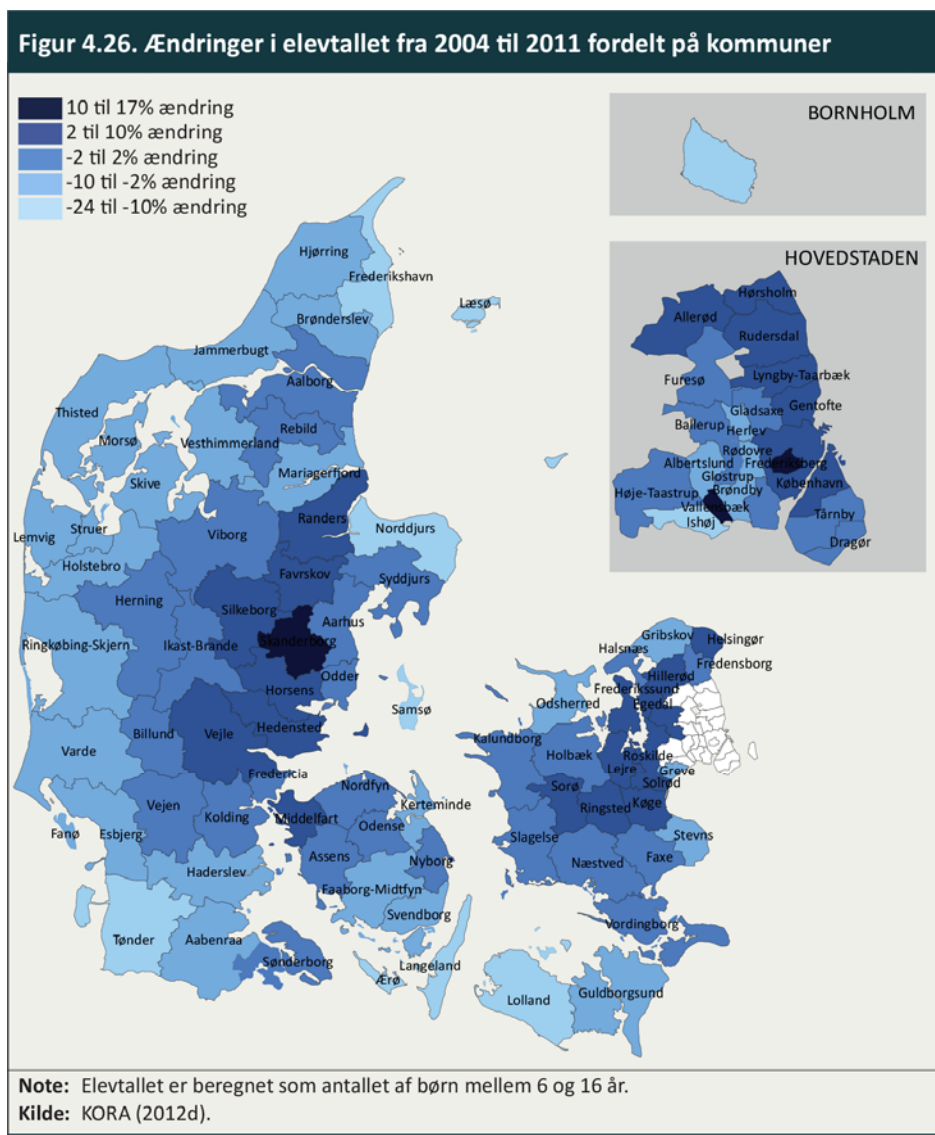 Figur 4.26. Ændringer i elevtallet fra 2004 til 2011 fordelt på kommuner
10 til 17% ændring
2 til 10% ændring
-2 til 2% ændring
-10 til -2% ændring
-24 til -10% ændring
BORNHOLM
HOVEDSTADEN
Hørsholm
Allerød
Rudersdal
Lyngby-Taarbæk
Furesø
Gentofte
Gladsaxe
Ballerup
Herlev
Rødovre
Albertslund
Frederiksberg
Glostrup
København
Høje-Taastrup
Brøndby
Vallensbæk
Tårnby
Ishøj
Dragør
Hjørring
Frederikshavn
Læsø
Brønderslev
Jammerbugt
Aalborg
Thisted
Rebild
Morsø
Vesthimmerland
Mariagerfjord
Skive
Randers
Struer
Norddjurs
Lemvig
Viborg
Holstebro
Favrskov
Syddjurs
Herning
Silkeborg
Aarhus
Skanderborg
Ringkøbing-Skjern
Ikast-Brande
Odder
Horsens
Samsø
Hedensted
Billund
Vejle
Varde
Fredericia
Vejen
Kolding
Nordfyn
Kerteminde
Middelfart
Odense
Fanø
Esbjerg
Assens
Nyborg
Haderslev
Faaborg-Midtfyn
Svendborg
Tønder
Aabenraa
Sønderborg
Langeland
Ærø
Gribskov
Helsingør
Halsnæs
Fredensborg
Hillerød
Frederikssund
Odsherred
Egedal
Kalundborg
Holbæk
Roskilde
Lejre
Greve
Solrød
Sorø
Ringsted
Køge
Slagelse
Stevns
Næstved
Faxe
Vordingborg
Lolland
Guldborgsund
Note: Elevtallet er beregnet som antallet af børn mellem 6 og 16 år.
Kilde: KORA (2012d).